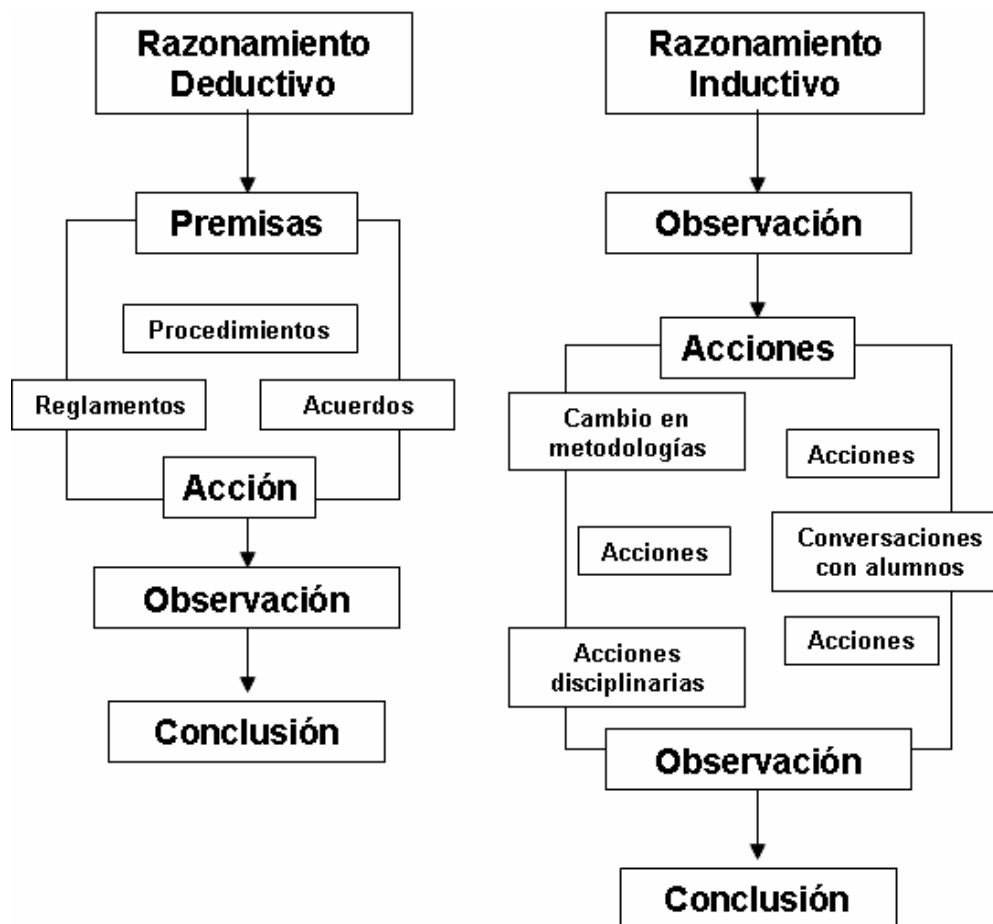 Razonamiento
Deductivo
Premisas
Procedimientos
Reglamentos
Acuerdos
Acción
Observación
Conclusión
Razonamiento
Inductivo
Observación
Acciones
Cambio en
metodologías
Acciones
Acciones
Conversaciones
con alumnos
Acciones
Acciones
disciplinarias
Observación
Conclusión